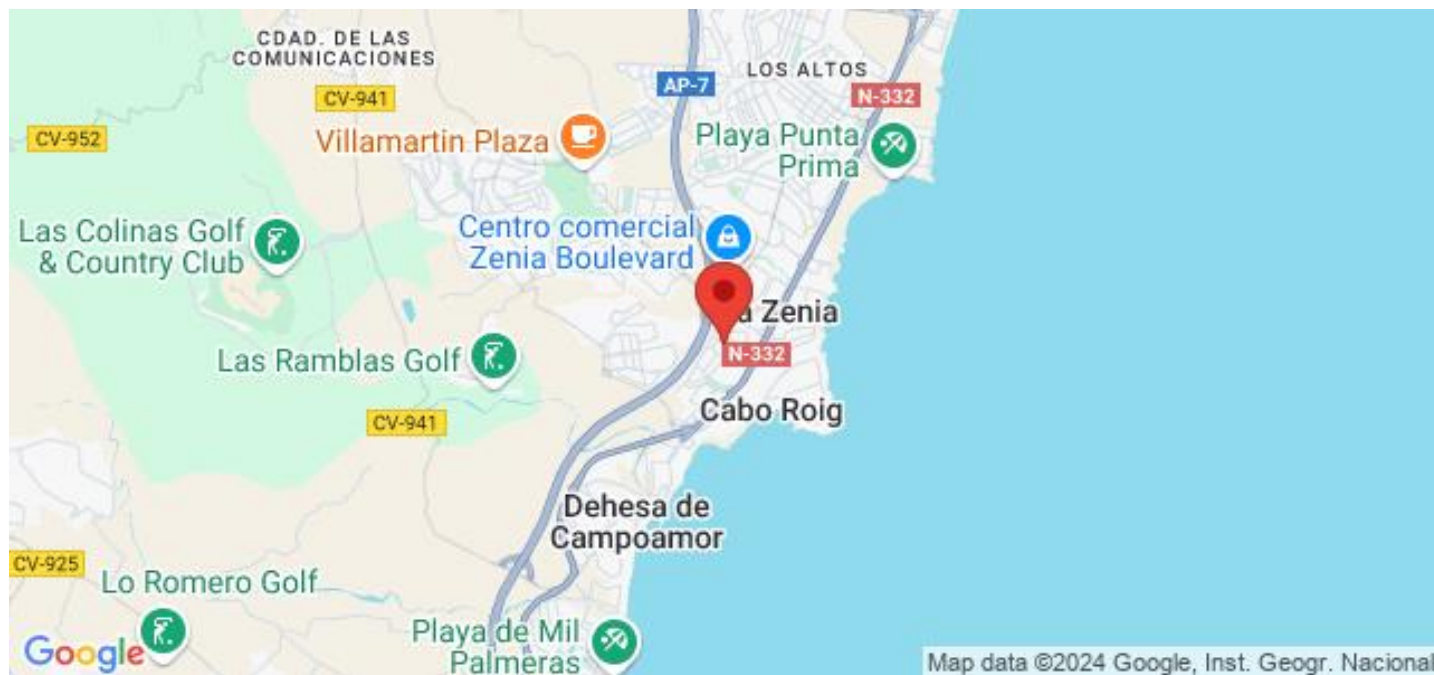 CDAD. DE LAS
COMUNICACIONES
LOS ALTOS
AP-7
CV-941
N-332
CV-952
Villamartin Plaza
Playa Punta
Prima
Las Colinas Golf
& Country Club
Centro comercial
Zenia Boulevard
a Zenia
N-332
Las Ramblas Golf
Cabo Roig
CV-941
Dehesa de
Campoamor
CV-925
Lo Romero Golf
Playa de Mil
Palmeras
Google
Map data ©2024 Google, Inst. Geogr. Nacional